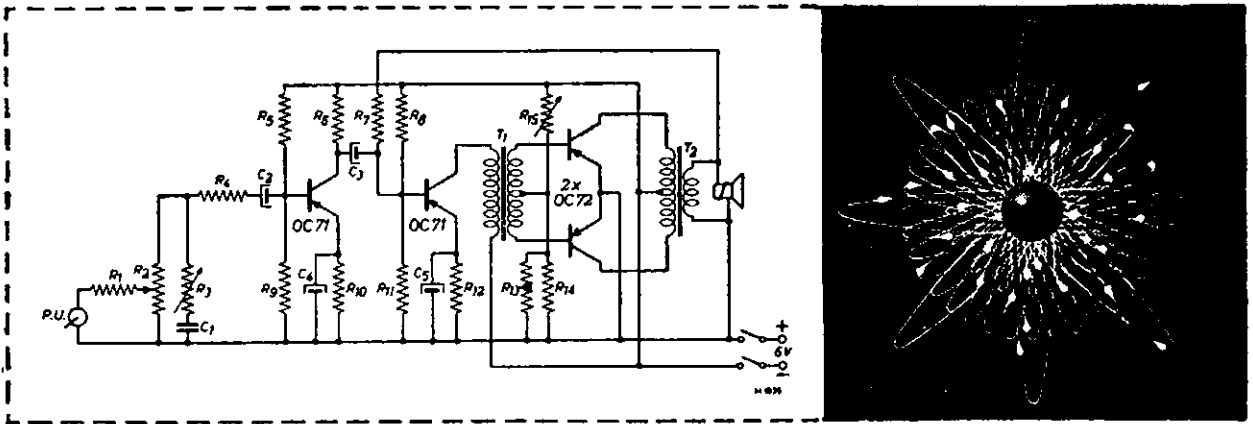 R5 R6 R7 R8 R15
T1 T2
C3
C2
R4
2x
OC72
OC71 OC71
R1 R2 R3 R9 C4 R10 R11 C5 R12 R13 R14
P.U.
C1
+
6V
-